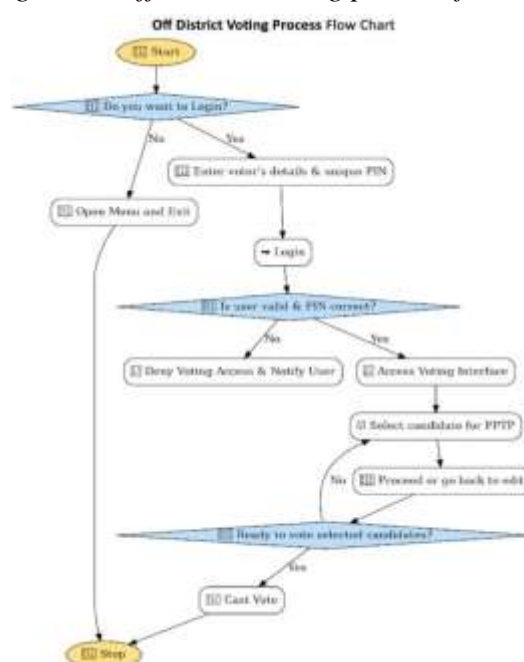 Off District Voting Process Flow Chart
Start
Do you want to Login?
No
Yes
Enter voter's details & unique PIN
Open Menu and Exit
➡ Login
Is user valid & PIN correct?
No
Yes
Deny Voting Access & Notify User
Access Voting Interface
Select candidate for PPTP
No
Proceed or go back to edit
Ready to vote selected candidates?
Yes
Cast Vote
Stop